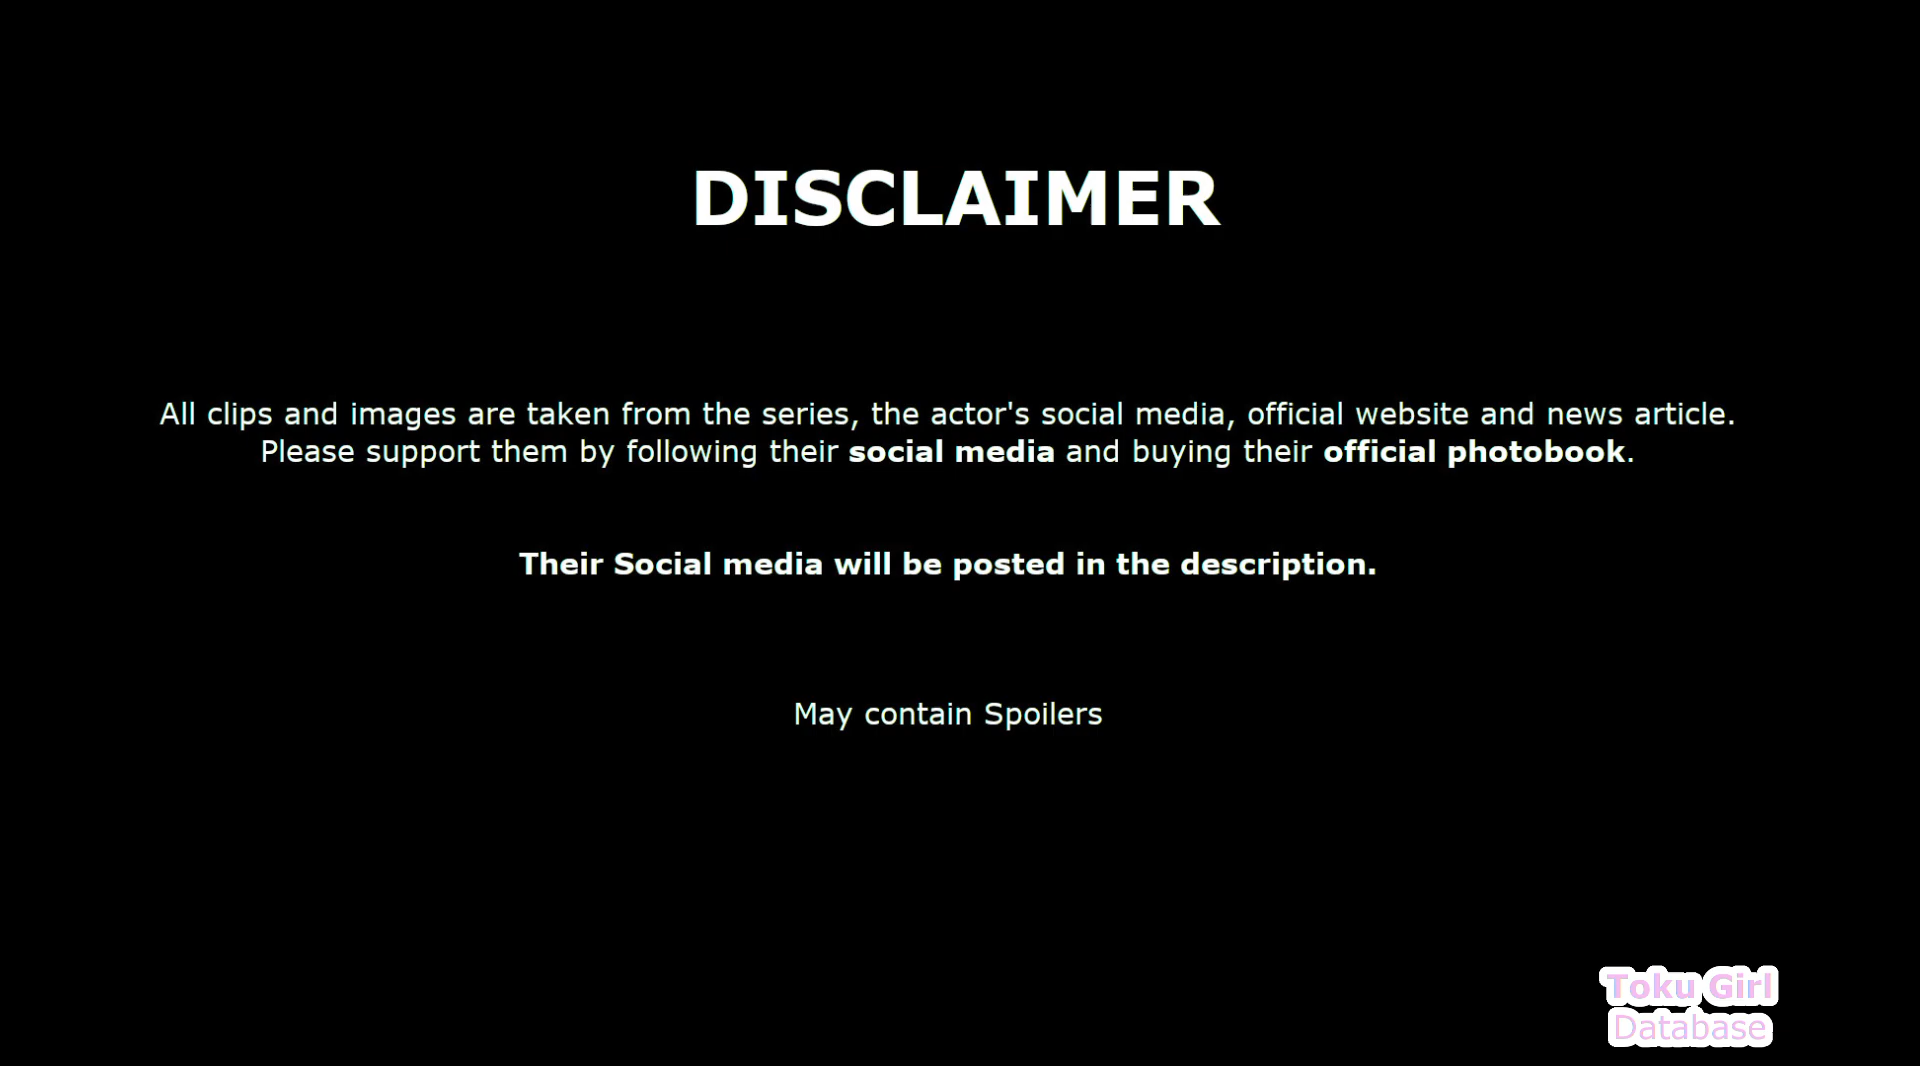 DISCLAIMER
All clips and images are taken from the series, the actor's social media, official website and news article.
Please support them by following their social media and buying their official photobook.
Their Social media will be posted in the description.
May contain Spoilers
Toku Girl
Database